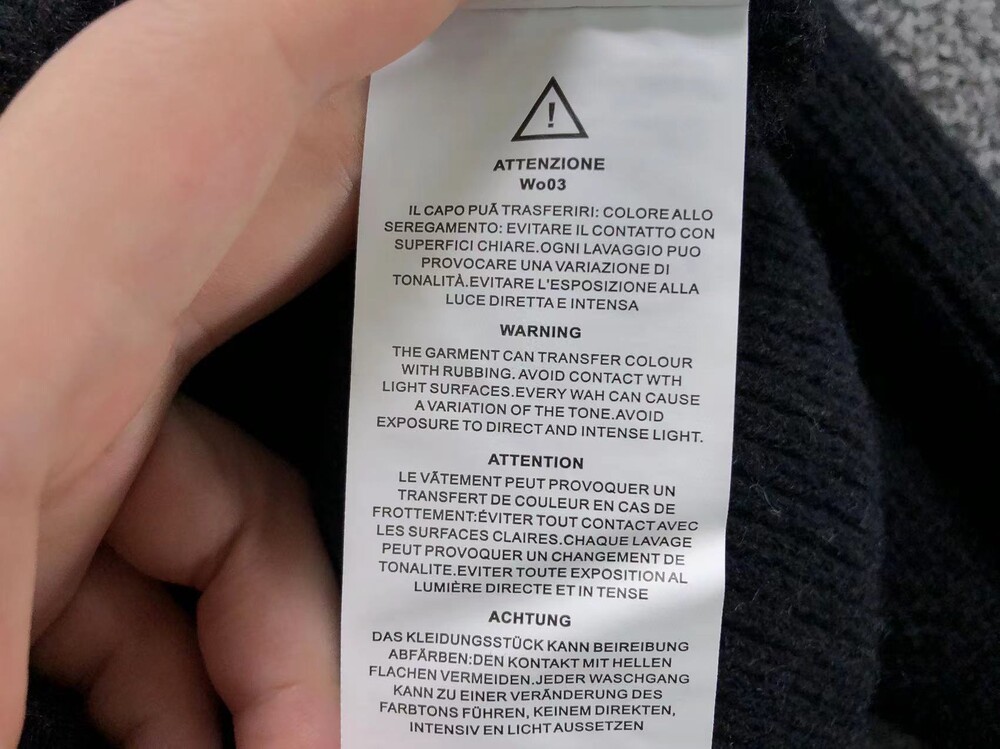 !
ATTENZIONE
Wo03
IL CAPO PUÃ TRASFERIRI: COLORE ALLO
SEREGAMENTO: EVITARE IL CONTATTO CON
SUPERFICI CHIARE.OGNI LAVAGGIO PUO
PROVOCARE UNA VARIAZIONE DI
TONALITÀ.EVITARE L'ESPOSIZIONE ALLA
LUCE DIRETTA E INTENSA
WARNING
THE GARMENT CAN TRANSFER COLOUR
WITH RUBBING. AVOID CONTACT WTH
LIGHT SURFACES.EVERY WAH CAN CAUSE
A VARIATION OF THE TONE.AVOID
EXPOSURE TO DIRECT AND INTENSE LIGHT.
ATTENTION
LE VÃTEMENT PEUT PROVOQUER UN
TRANSFERT DE COULEUR EN CAS DE
FROTTEMENT:ÉVITER TOUT CONTACT AVEC
LES SURFACES CLAIRES.CHAQUE LAVAGE
PEUT PROVOQUER UN CHANGEMENT DE
TONALITE.EVITER TOUTE EXPOSITION AL
LUMIÈRE DIRECTE ET IN TENSE
ACHTUNG
DAS KLEIDUNGSSTÜCK KANN BEIREIBUNG
ABFÄRBEN:DEN KONTAKT MIT HELLEN
FLACHEN VERMEIDEN.JEDER WASCHGANG
KANN ZU EINER VERÄNDERUNG DES
FARBTONS FÜHREN, KEINEM DIREKTEN,
INTENSIV EN LICHT AUSSETZEN